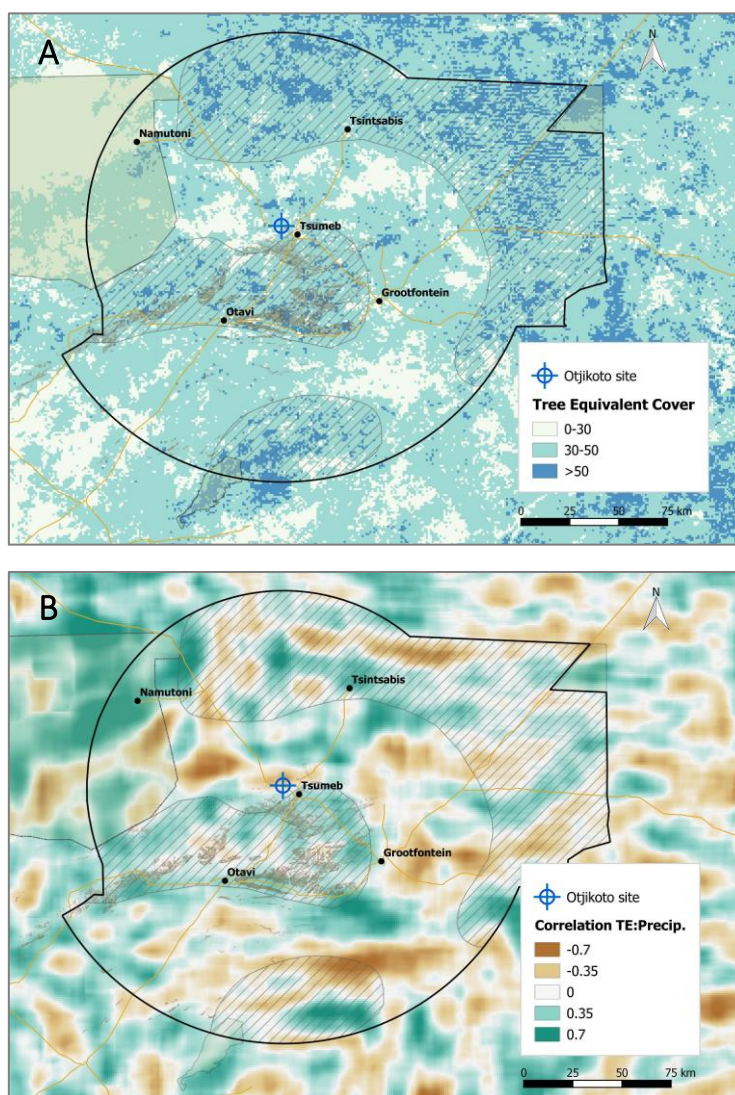 A
N
Namutoni
Tsintsabis
Tsumeb
Grootfontein
Otavi
Otjikoto site
Tree Equivalent Cover
0-30
30-50
>50
0 25 50 75 km
B
N
Namutoni
Tsintsabis
Tsumeb
Grootfontein
Otavi
Otjikoto site
Correlation TE:Precip.
-0.7
-0.35
0
0.35
0.7
0 25 50 75 km